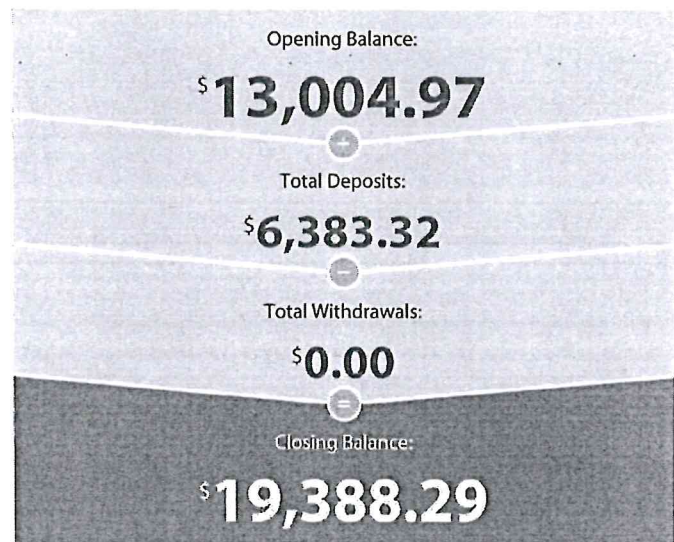 Opening Balance:
$13,004.97
+
Total Deposits:
$6,383.32
−
Total Withdrawals:
$0.00
=
Closing Balance:
$19,388.29